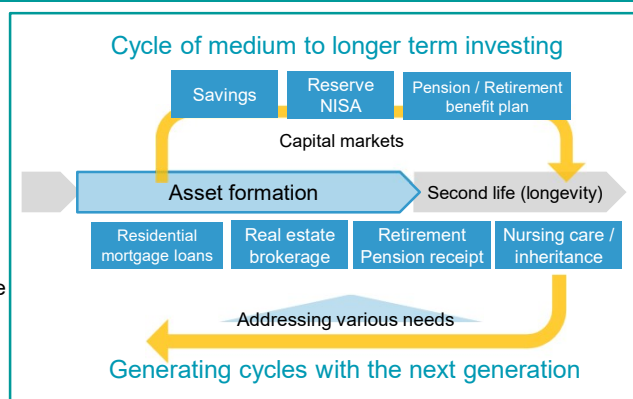 Cycle of medium to longer term investing
Savings
Reserve
NISA
Pension / Retirement
benefit plan
Capital markets
Asset formation
Second life (longevity)
Residential
mortgage loans
Real estate
brokerage
Retirement
Pension receipt
Nursing care /
inheritance
e
Addressing various needs
Generating cycles with the next generation